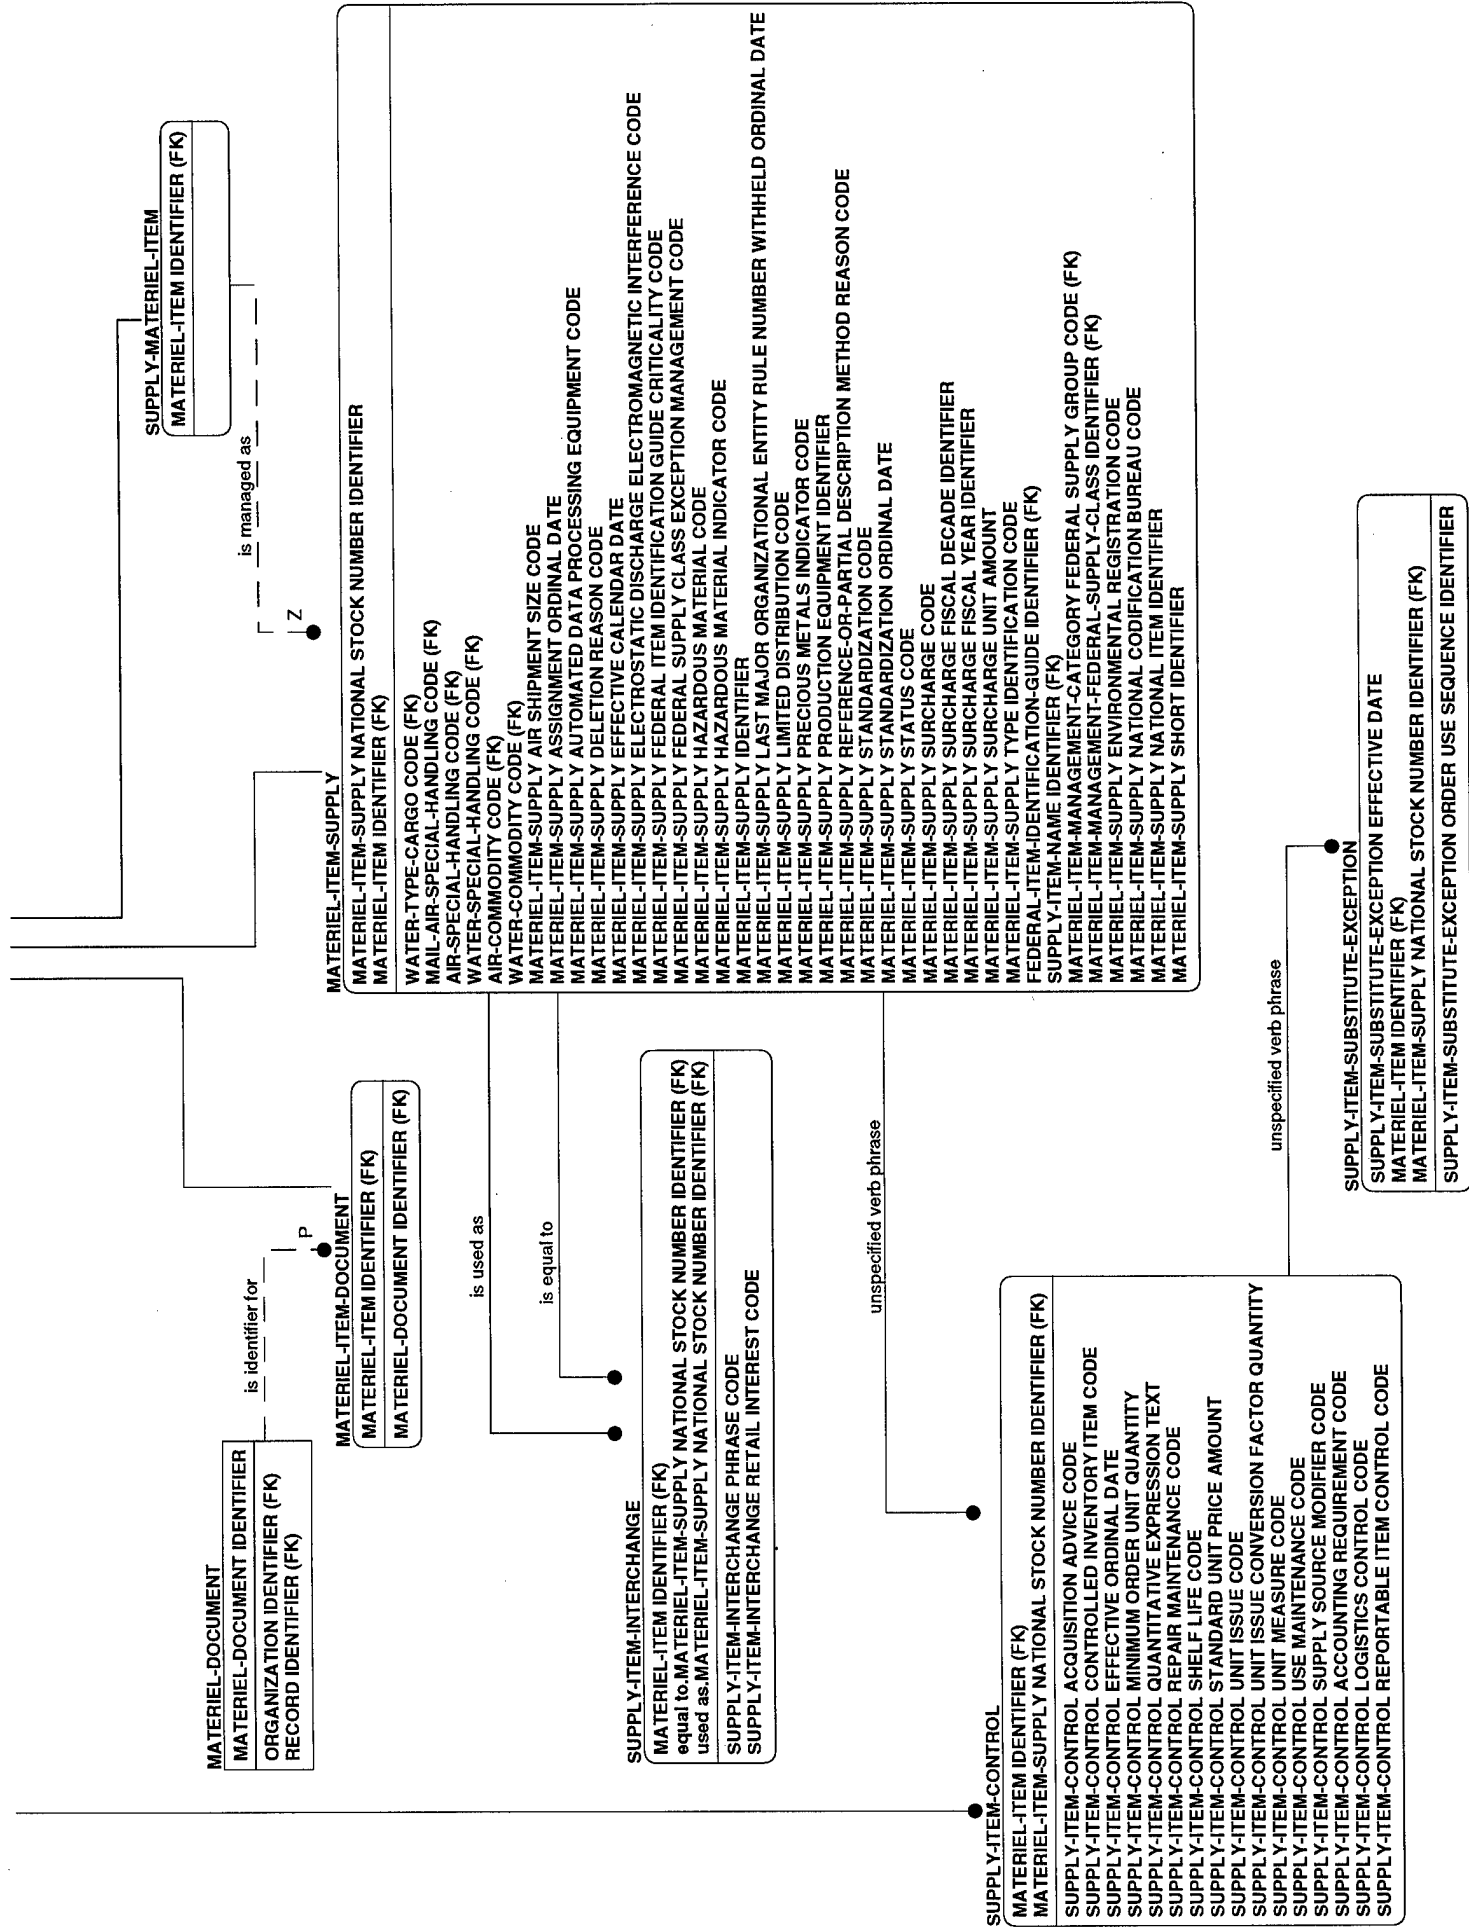 MATERIEL-DOCUMENT
MATERIEL-DOCUMENT IDENTIFIER
ORGANIZATION IDENTIFIER (FK)
RECORD IDENTIFIER (FK)
is identifier for
P
MATERIEL-ITEM-DOCUMENT
MATERIEL-ITEM IDENTIFIER (FK)
MATERIEL-DOCUMENT IDENTIFIER (FK)
SUPPLY-MATERIEL-ITEM
MATERIEL-ITEM IDENTIFIER (FK)
is managed as
Z
MATERIEL-ITEM-SUPPLY
MATERIEL-ITEM-SUPPLY NATIONAL STOCK NUMBER IDENTIFIER
MATERIEL-ITEM IDENTIFIER (FK)
WATER-TYPE-CARGO CODE (FK)
MAIL-AIR-SPECIAL-HANDLING CODE (FK)
AIR-SPECIAL-HANDLING CODE (FK)
WATER-SPECIAL-HANDLING CODE (FK)
AIR-COMMODITY CODE (FK)
WATER-COMMODITY CODE (FK)
MATERIEL-ITEM-SUPPLY AIR SHIPMENT SIZE CODE
MATERIEL-ITEM-SUPPLY ASSIGNMENT ORDINAL DATE
MATERIEL-ITEM-SUPPLY AUTOMATED DATA PROCESSING EQUIPMENT CODE
MATERIEL-ITEM-SUPPLY DELETION REASON CODE
MATERIEL-ITEM-SUPPLY EFFECTIVE CALENDAR DATE
MATERIEL-ITEM-SUPPLY ELECTROSTATIC DISCHARGE ELECTROMAGNETIC INTERFERENCE CODE
MATERIEL-ITEM-SUPPLY FEDERAL ITEM IDENTIFICATION GUIDE CRITICALITY CODE
MATERIEL-ITEM-SUPPLY FEDERAL SUPPLY CLASS EXCEPTION MANAGEMENT CODE
MATERIEL-ITEM-SUPPLY HAZARDOUS MATERIAL CODE
MATERIEL-ITEM-SUPPLY HAZARDOUS MATERIAL INDICATOR CODE
MATERIEL-ITEM-SUPPLY IDENTIFIER
MATERIEL-ITEM-SUPPLY LAST MAJOR ORGANIZATIONAL ENTITY RULE NUMBER WITHHELD ORDINAL DATE
MATERIEL-ITEM-SUPPLY LIMITED DISTRIBUTION CODE
MATERIEL-ITEM-SUPPLY PRECIOUS METALS INDICATOR CODE
MATERIEL-ITEM-SUPPLY PRODUCTION EQUIPMENT IDENTIFIER
MATERIEL-ITEM-SUPPLY REFERENCE-OR-PARTIAL DESCRIPTION METHOD REASON CODE
MATERIEL-ITEM-SUPPLY STANDARDIZATION CODE
MATERIEL-ITEM-SUPPLY STANDARDIZATION ORDINAL DATE
MATERIEL-ITEM-SUPPLY STATUS CODE
MATERIEL-ITEM-SUPPLY SURCHARGE CODE
MATERIEL-ITEM-SUPPLY SURCHARGE FISCAL DECADE IDENTIFIER
MATERIEL-ITEM-SUPPLY SURCHARGE FISCAL YEAR IDENTIFIER
MATERIEL-ITEM-SUPPLY SURCHARGE UNIT AMOUNT
MATERIEL-ITEM-SUPPLY TYPE IDENTIFICATION CODE
FEDERAL-ITEM-IDENTIFICATION-GUIDE IDENTIFIER (FK)
SUPPLY-ITEM-NAME IDENTIFIER (FK)
MATERIEL-ITEM-MANAGEMENT-CATEGORY FEDERAL SUPPLY GROUP CODE (FK)
MATERIEL-ITEM-MANAGEMENT-FEDERAL-SUPPLY-CLASS IDENTIFIER (FK)
MATERIEL-ITEM-SUPPLY ENVIRONMENTAL REGISTRATION CODE
MATERIEL-ITEM-SUPPLY NATIONAL CODIFICATION BUREAU CODE
MATERIEL-ITEM-SUPPLY NATIONAL ITEM IDENTIFIER
MATERIEL-ITEM-SUPPLY SHORT IDENTIFIER
is used as
is equal to
SUPPLY-ITEM-INTERCHANGE
MATERIEL-ITEM IDENTIFIER (FK)
equal to.MATERIEL-ITEM-SUPPLY NATIONAL STOCK NUMBER IDENTIFIER (FK)
used as.MATERIEL-ITEM-SUPPLY NATIONAL STOCK NUMBER IDENTIFIER (FK)
SUPPLY-ITEM-INTERCHANGE PHRASE CODE
SUPPLY-ITEM-INTERCHANGE RETAIL INTEREST CODE
unspecified verb phrase
SUPPLY-ITEM-CONTROL
MATERIEL-ITEM IDENTIFIER (FK)
MATERIEL-ITEM-SUPPLY NATIONAL STOCK NUMBER IDENTIFIER (FK)
SUPPLY-ITEM-CONTROL ACQUISITION ADVICE CODE
SUPPLY-ITEM-CONTROL CONTROLLED INVENTORY ITEM CODE
SUPPLY-ITEM-CONTROL EFFECTIVE ORDINAL DATE
SUPPLY-ITEM-CONTROL MINIMUM ORDER UNIT QUANTITY
SUPPLY-ITEM-CONTROL QUANTITATIVE EXPRESSION TEXT
SUPPLY-ITEM-CONTROL REPAIR MAINTENANCE CODE
SUPPLY-ITEM-CONTROL SHELF LIFE CODE
SUPPLY-ITEM-CONTROL STANDARD UNIT PRICE AMOUNT
SUPPLY-ITEM-CONTROL UNIT ISSUE CODE
SUPPLY-ITEM-CONTROL UNIT ISSUE CONVERSION FACTOR QUANTITY
SUPPLY-ITEM-CONTROL UNIT MEASURE CODE
SUPPLY-ITEM-CONTROL USE MAINTENANCE CODE
SUPPLY-ITEM-CONTROL SUPPLY SOURCE MODIFIER CODE
SUPPLY-ITEM-CONTROL ACCOUNTING REQUIREMENT CODE
SUPPLY-ITEM-CONTROL LOGISTICS CONTROL CODE
SUPPLY-ITEM-CONTROL REPORTABLE ITEM CONTROL CODE
unspecified verb phrase
SUPPLY-ITEM-SUBSTITUTE-EXCEPTION
SUPPLY-ITEM-SUBSTITUTE-EXCEPTION EFFECTIVE DATE
MATERIEL-ITEM IDENTIFIER (FK)
MATERIEL-ITEM-SUPPLY NATIONAL STOCK NUMBER IDENTIFIER (FK)
SUPPLY-ITEM-SUBSTITUTE-EXCEPTION ORDER USE SEQUENCE IDENTIFIER